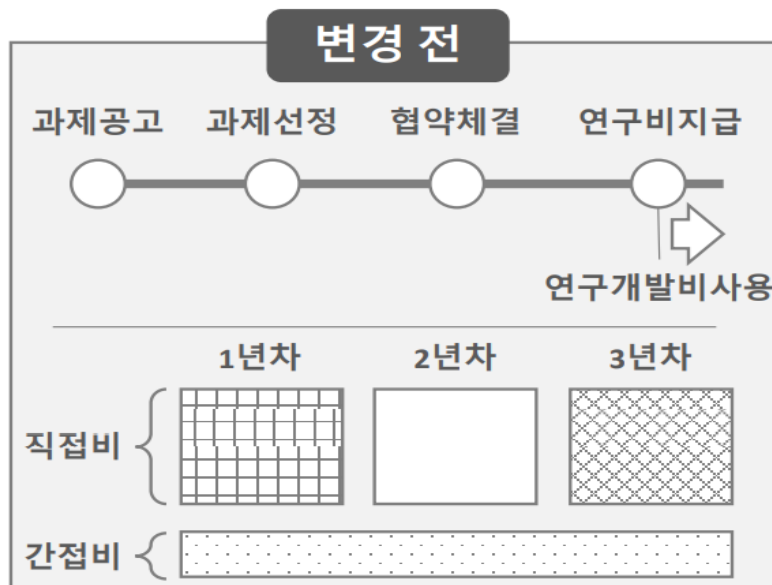 변경 전
과제공고 과제선정 협약체결 연구비지급
연구개발비사용
1년차 2년차 3년차
직접비
간접비